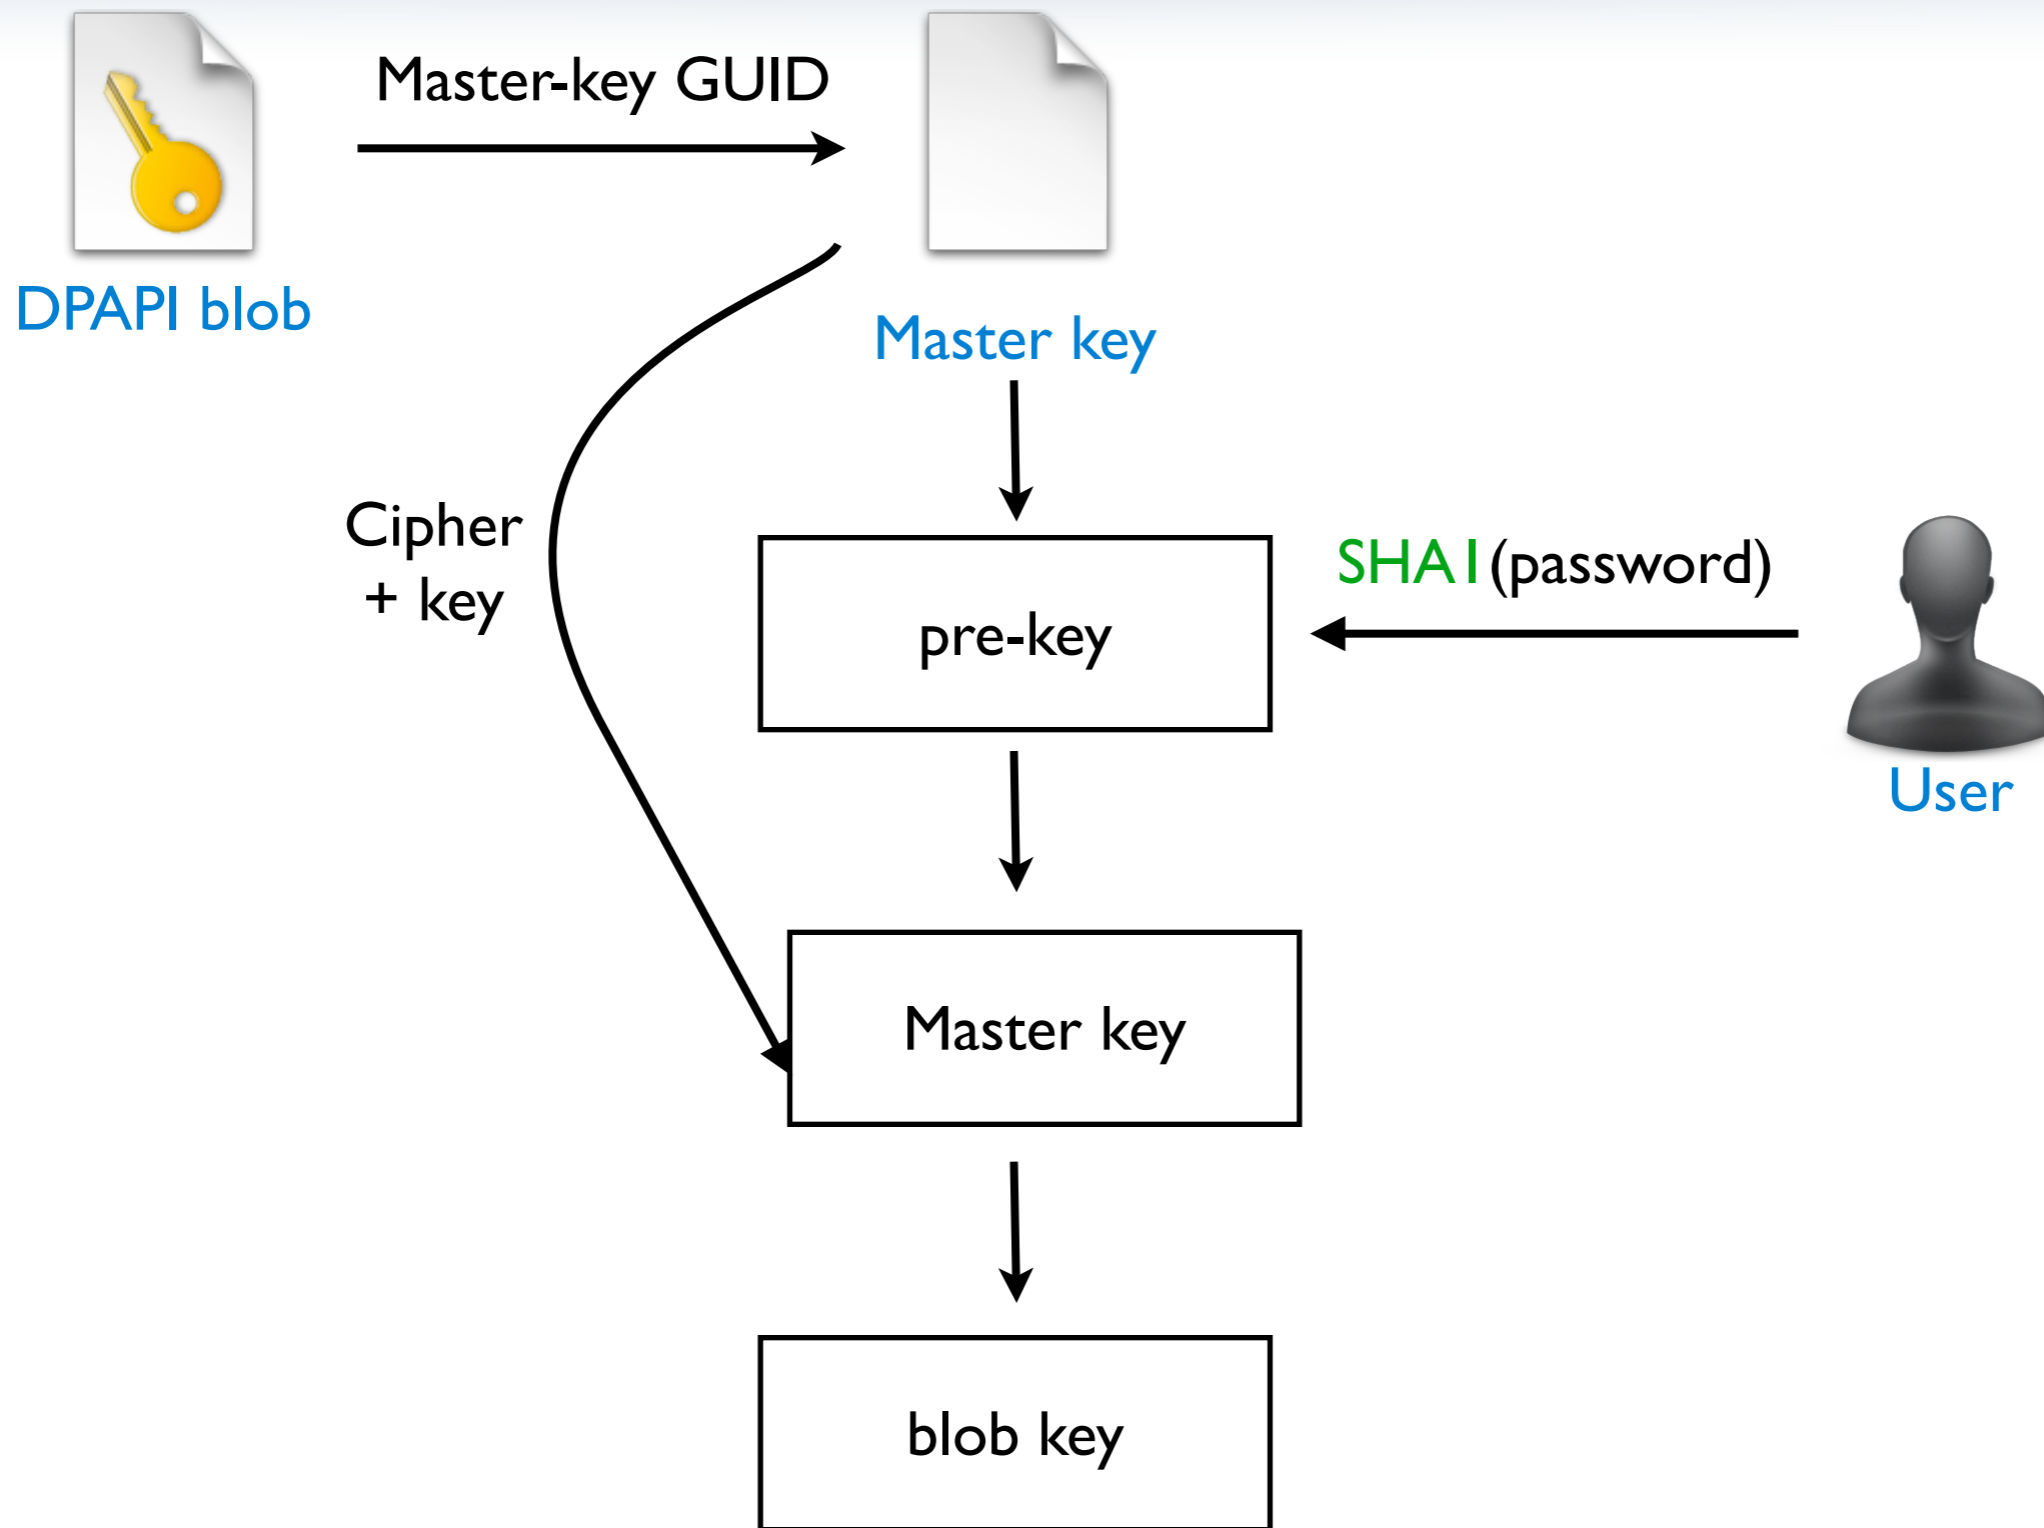 Master-key GUID
DPAPI blob
Master key
Cipher
+ key
SHA1(password)
pre-key
User
Master key
blob key